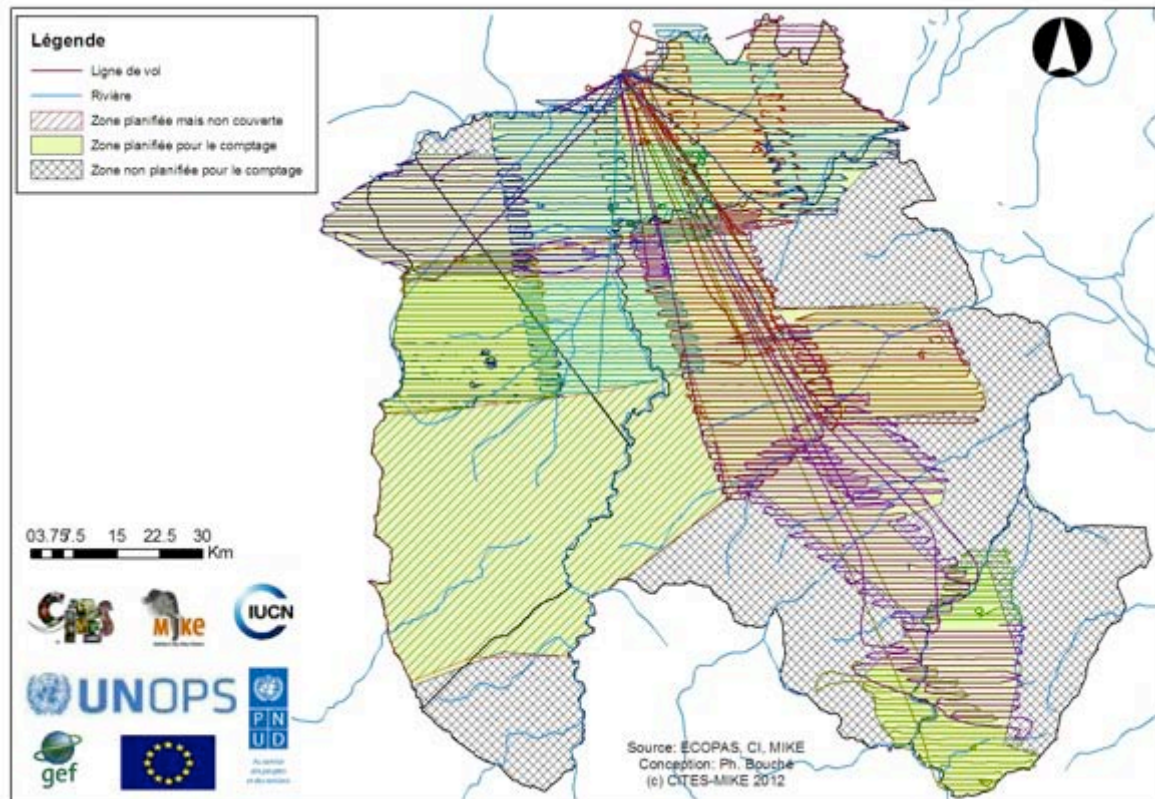 Légende
Ligne de vol
Rivière
Zone planifiée mais non couverte
Zone planifiée pour le comptage
Zone non planifiée pour le comptage
03.757.5 15 22.5 30
Km
MIKE
IUCN
UNOPS
P N
U D
gef
Source: ECOPAS, CI, MIKE
Conception: Ph. Bouché
(c) CITES-MIKE 2012